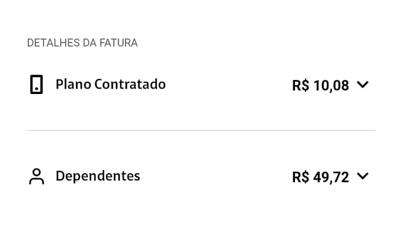 DETALHES DA FATURA
Plano Contratado R$ 10,08
Dependentes R$ 49,72